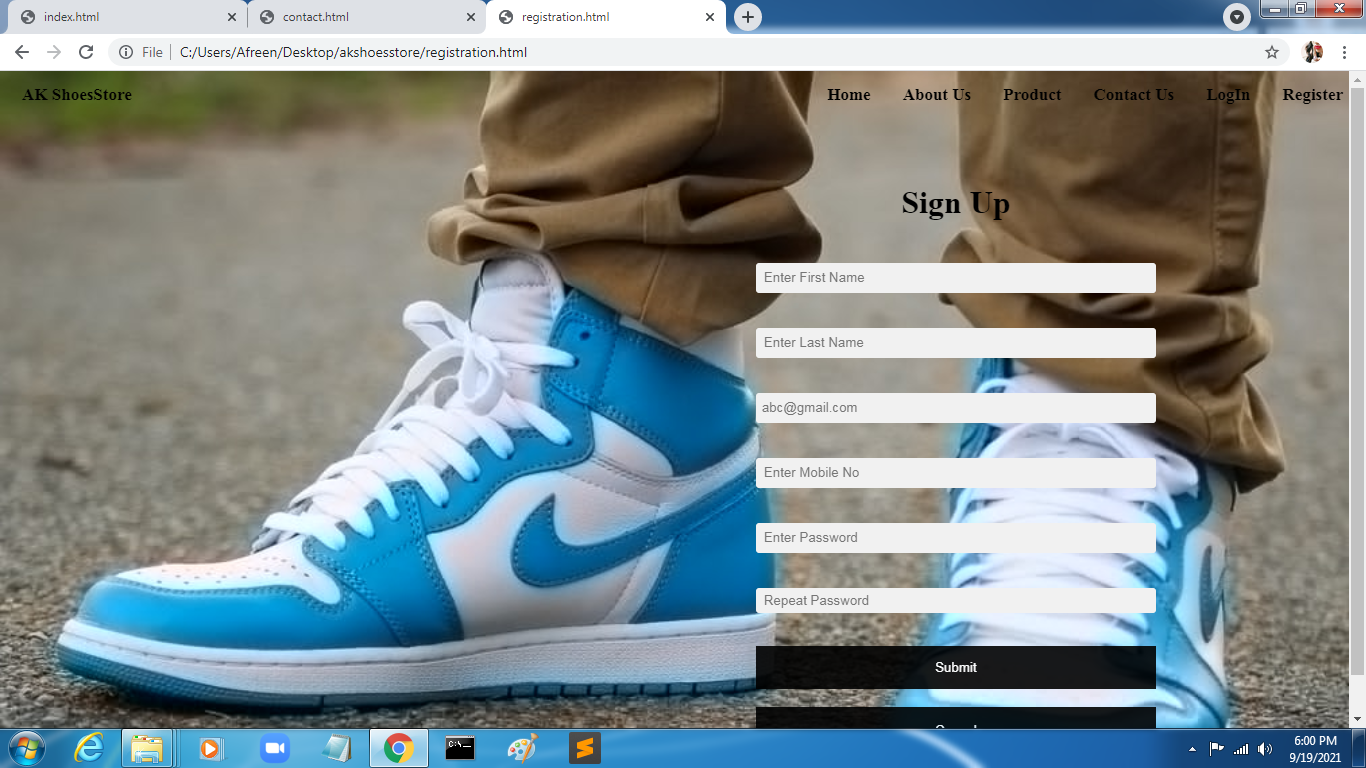 index.html
contact.html
registration.html
File
C:/Users/Afreen/Desktop/akshoesstore/registration.html
AK ShoesStore
Home
About Us
Product
Contact Us
LogIn
Register
Sign Up
Enter First Name
Enter Last Name
abc@gmail.com
Enter Mobile No
Enter Password
Repeat Password
Submit
6:00 PM
9/19/2021